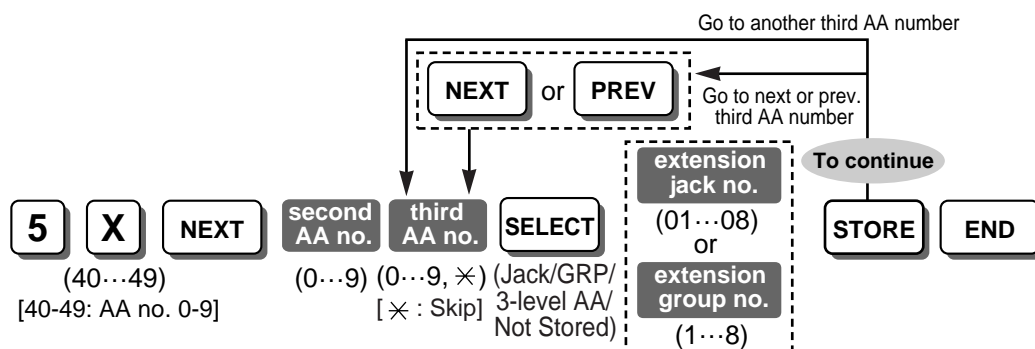 Go to another third AA number
NEXT or PREV
Go to next or prev.
third AA number
To continue
5 X NEXT
second
AA no.
third
AA no.
SELECT
extension
jack no.
(01···08)
or
extension
group no.
(1···8)
STORE END
(40···49)
[40-49: AA no. 0-9]
(0···9)
(0···9, ✳)
[ ✳ : Skip]
(Jack/GRP/
3-level AA/
Not Stored)